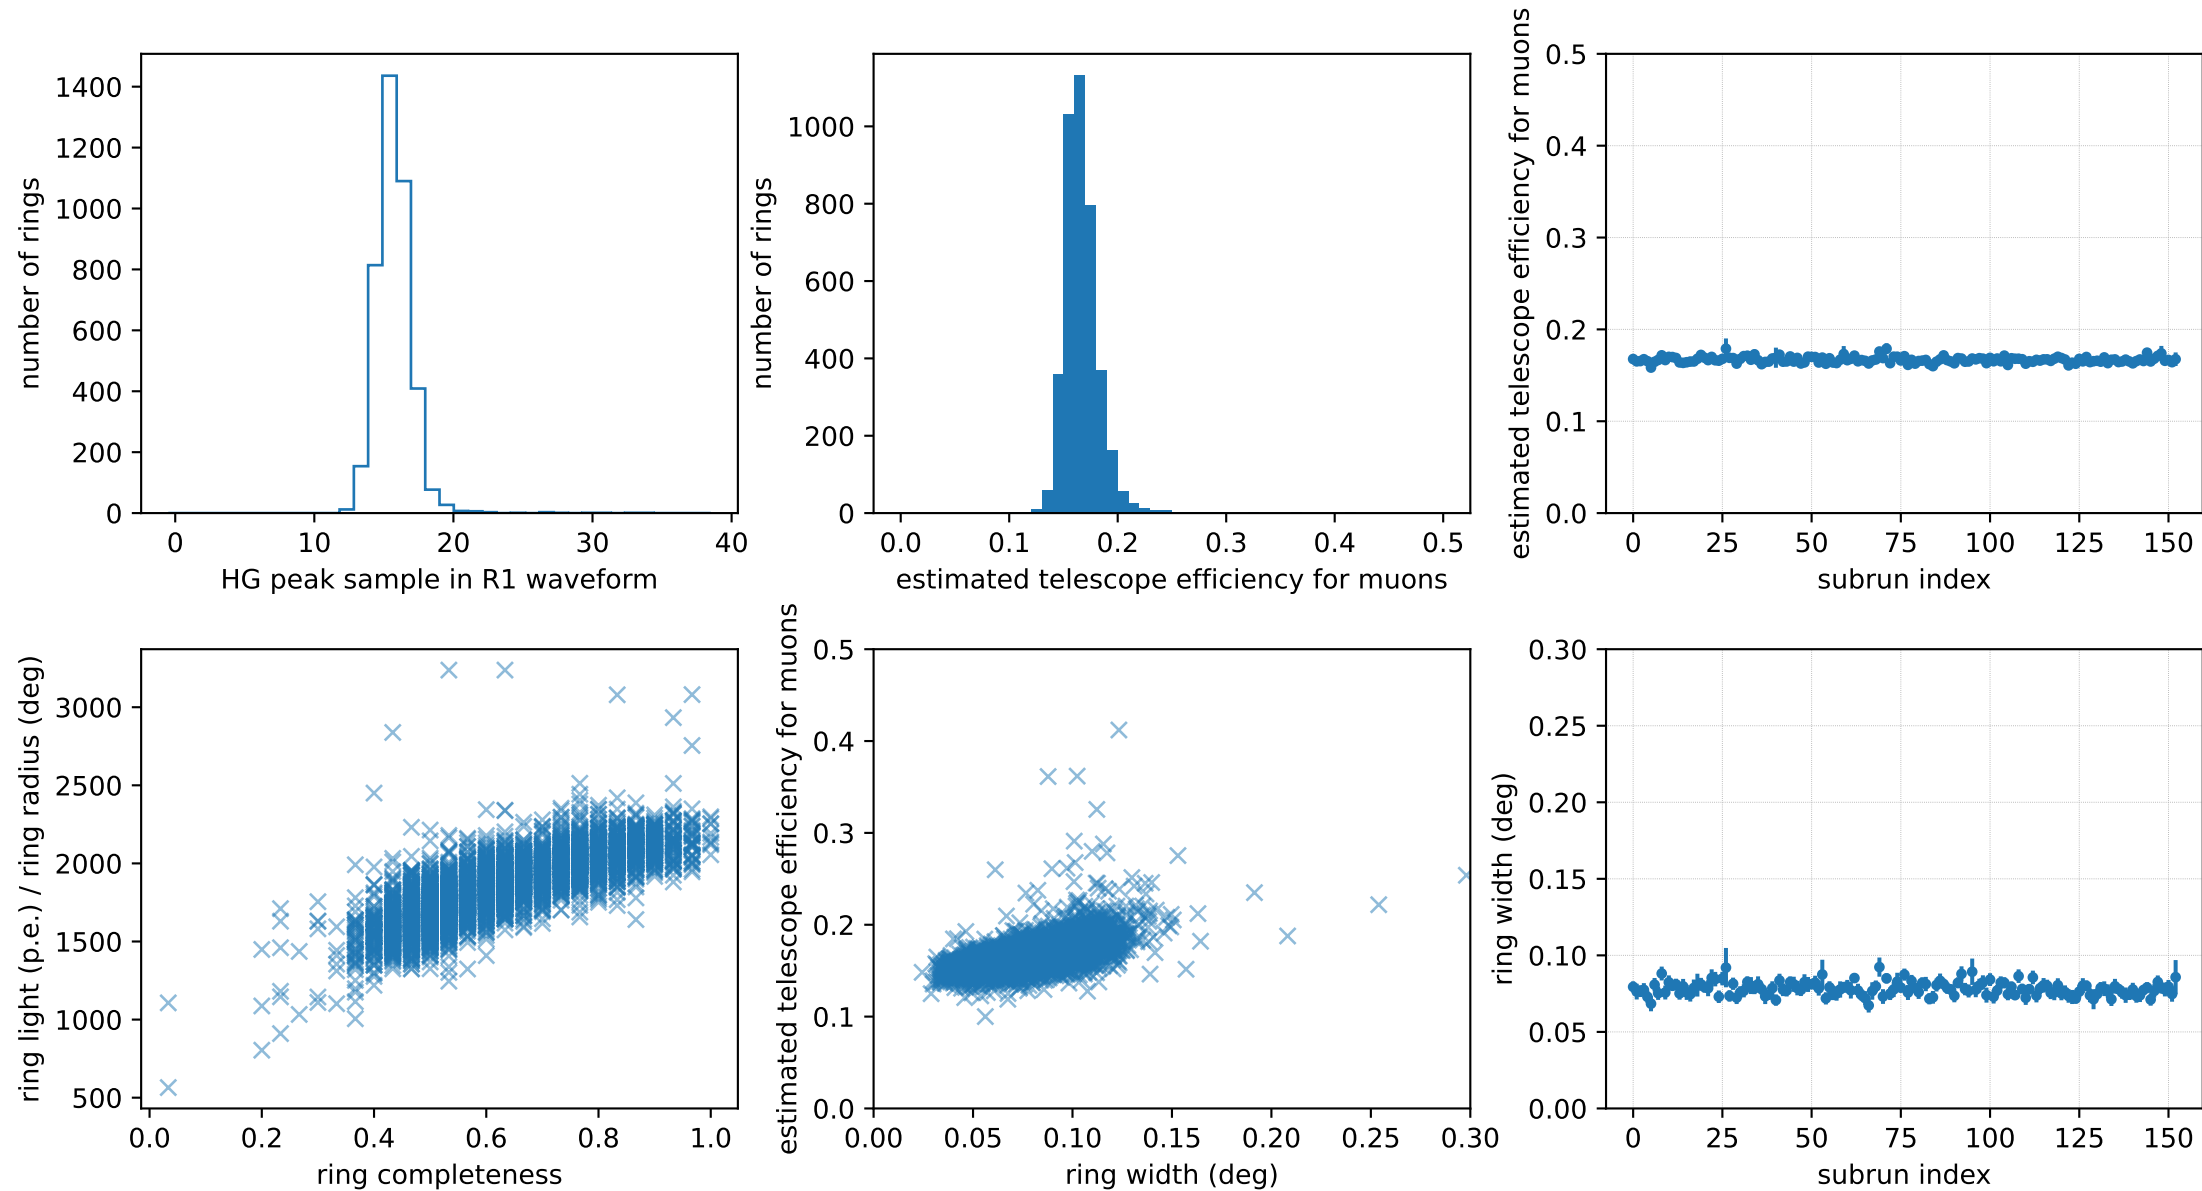 number of rings
1400
1200
1000
800
600
400
200
0
0 10 20 30 40
HG peak sample in R1 waveform
number of rings
1000
800
600
400
200
0
0.0 0.1 0.2 0.3 0.4 0.5
estimated telescope efficiency for muons
estimated telescope efficiency for muons
0.5
0.4
0.3
0.2
0.1
0.0
0 25 50 75 100 125 150
subrun index
ring light (p.e.) / ring radius (deg)
3000
2500
2000
1500
1000
500
0.0 0.2 0.4 0.6 0.8 1.0
ring completeness
estimated telescope efficiency for muons
0.5
0.4
0.3
0.2
0.1
0.0
0.00 0.05 0.10 0.15 0.20 0.25 0.30
ring width (deg)
ring width (deg)
0.30
0.25
0.20
0.15
0.10
0.05
0.00
0 25 50 75 100 125 150
subrun index